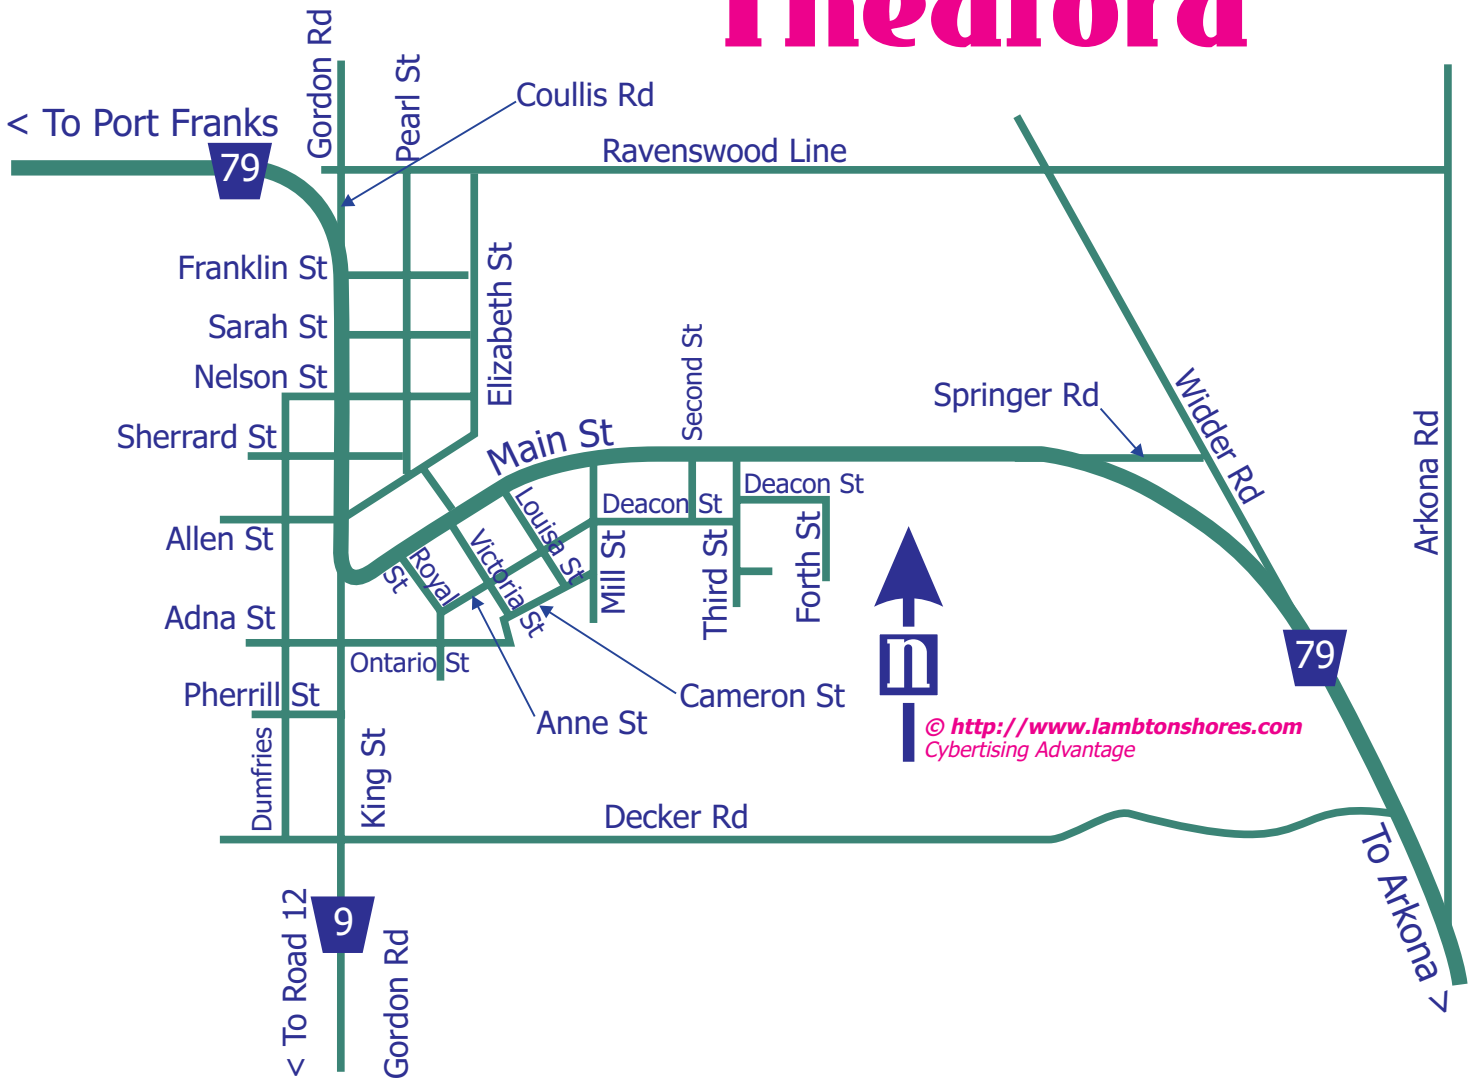 Thedford
Gordon Rd
Pearl St
Coullis Rd
< To Port Franks
79
Ravenswood Line
Franklin St
Sarah St
Nelson St
Elizabeth St
Sherrard St
Main St
Second St
Springer Rd
Widder Rd
Arkona Rd
Allen St
Royal
St
Victoria St
Louisa St
Deacon St
Deacon St
Mill St
Third St
Forth St
Adna St
Ontario St
Pherrill St
Anne St
Cameron St
n
79
© http://www.lambtonshores.com
Cybertising Advantage
Dumfries
King St
Decker Rd
To Arkona >
< To Road 12
9
Gordon Rd